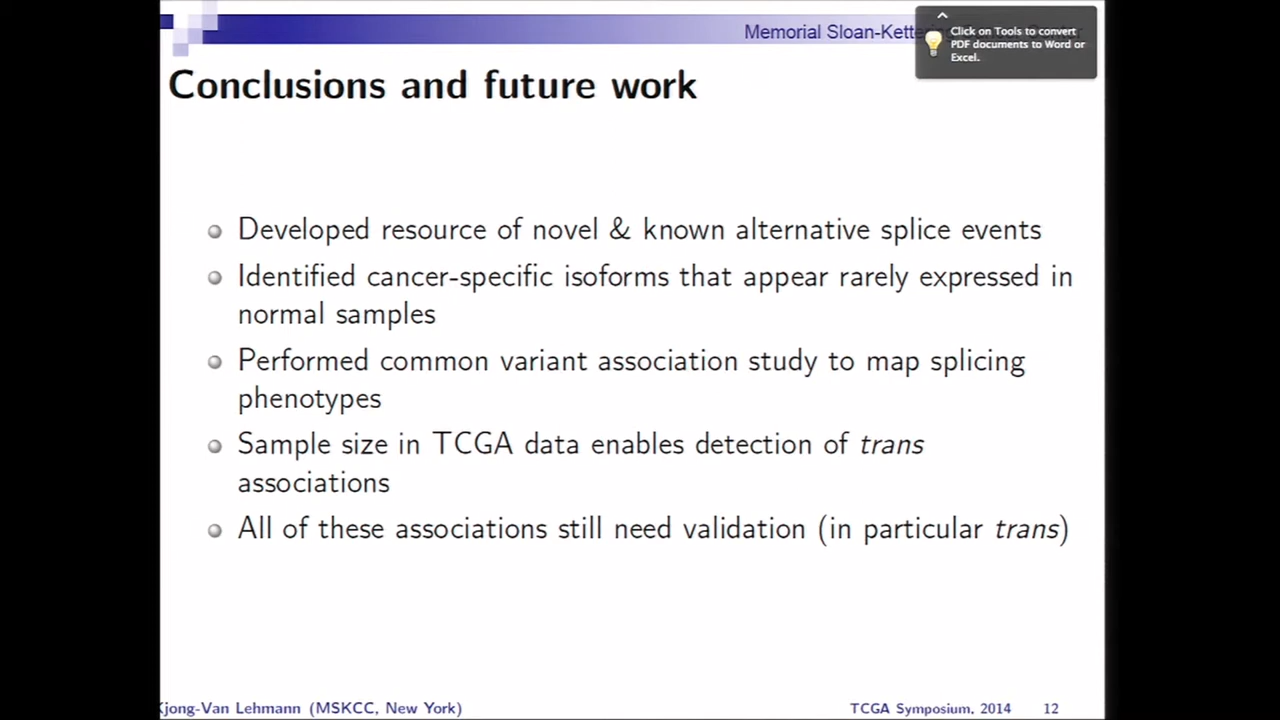 Memorial Sloan-Kette
Click on Tools to convert
PDF documents to Word or
Excel.
Conclusions and future work
Developed resource of novel & known alternative splice events
Identified cancer-specific isoforms that appear rarely expressed in
normal samples
Performed common variant association study to map splicing
phenotypes
Sample size in TCGA data enables detection of trans
associations
All of these associations still need validation (in particular trans)
Kjong-Van Lehmann (MSKCC, New York)
TCGA Symposium, 2014
12